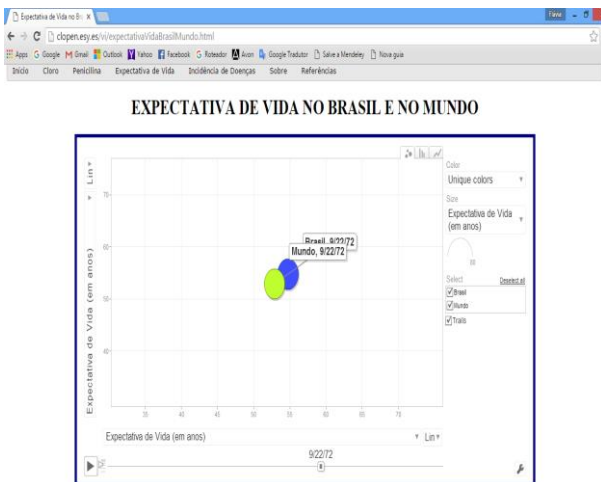 Expectativa de Vida no Br
Fláive
clopen.esy.es/vi/expectativaVidaBrasilMundo.html
Apps Google Gmail Outlook Yahoo Facebook Roteador Avon Google Tradutor Salve a Mendeley Nova guia
Início Cloro Penicilina Expectativa de Vida Incidência de Doenças Sobre Referências
EXPECTATIVA DE VIDA NO BRASIL E NO MUNDO
Lin
Expectativa de Vida (em anos)
70
60
50
40
Brasil, 9/22/72
Mundo, 9/22/72
35 40 45 50 55 60 65 70
Expectativa de Vida (em anos) Lin
9/22/72
Color
Unique colors
Size
Expectativa de Vida
(em anos)
Select Deselect all
Brasil
Mundo
Trails